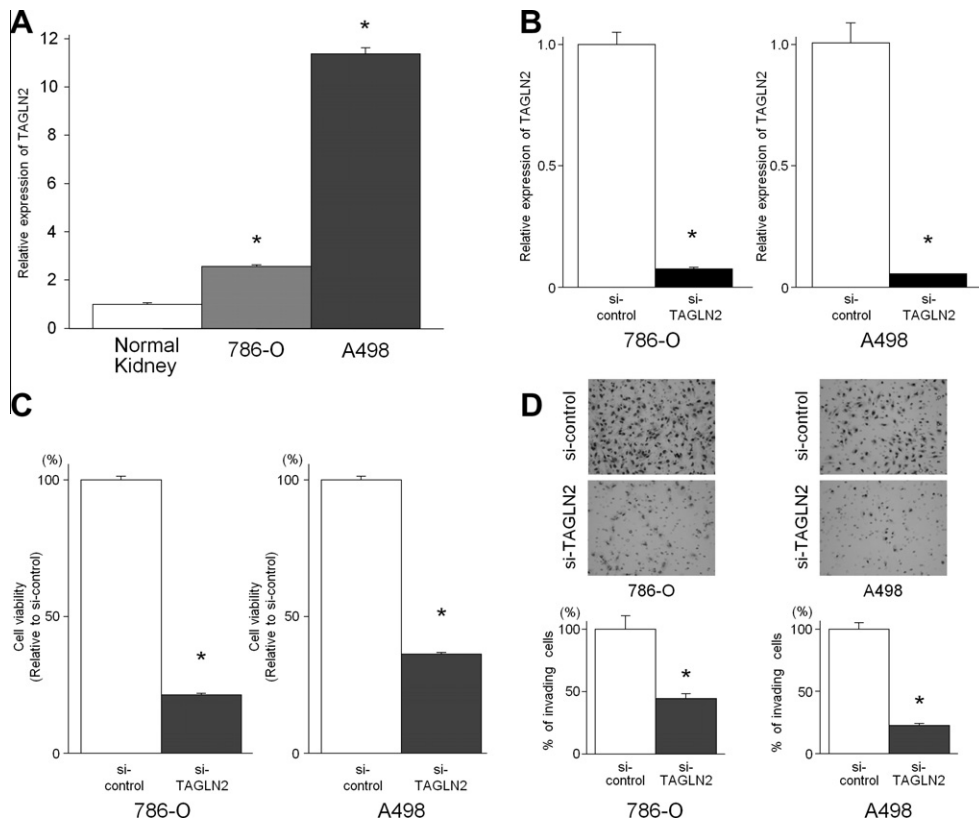 A
Relative expression of TAGLN2
12
10
8
6
4
2
0
*
*
Normal
Kidney
786-O
A498
B
Relative expression of TAGLN2
1.0
0.5
0
*
si-
control
si-
TAGLN2
786-O
Relative expression of TAGLN2
1.0
0.5
0
*
si-
control
si-
TAGLN2
A498
C
(%)
Cell viability
(Relative to si-control)
100
50
0
*
si-
control
si-
TAGLN2
786-O
(%)
Cell viability
(Relative to si-control)
100
50
0
*
si-
control
si-
TAGLN2
A498
D
si-control
si-TAGLN2
786-O
si-control
si-TAGLN2
A498
(%)
% of invading cells
100
50
0
*
si-
control
si-
TAGLN2
786-O
(%)
% of invading cells
100
50
0
*
si-
control
si-
TAGLN2
A498